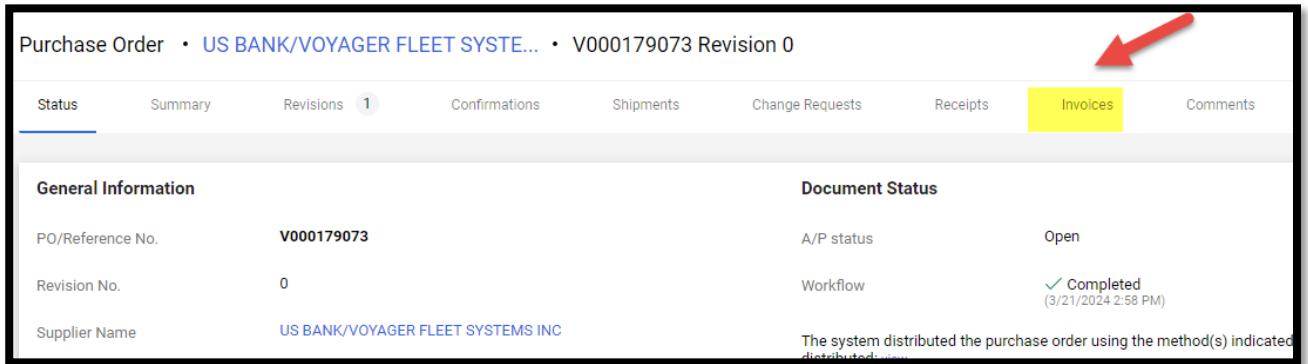 Purchase Order • US BANK/VOYAGER FLEET SYSTE... • V000179073 Revision 0
Status Summary Revisions 1 Confirmations Shipments Change Requests Receipts Invoices Comments
General Information
PO/Reference No. V000179073
Revision No. 0
Supplier Name US BANK/VOYAGER FLEET SYSTEMS INC
Document Status
A/P status Open
Workflow ✓ Completed
(3/21/2024 2:58 PM)
The system distributed the purchase order using the method(s) indicated
distributed: view